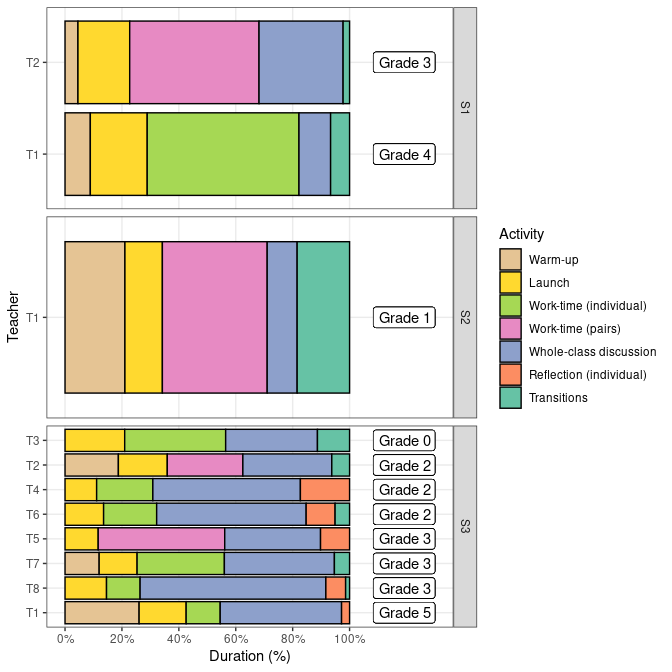 T2
Grade 3
T1
Grade 4
S1
T1
Grade 1
S2
T3
Grade 0
T2
Grade 2
T4
Grade 2
T6
Grade 2
T5
Grade 3
T7
Grade 3
T8
Grade 3
T1
Grade 5
S3
0%
20%
40%
60%
80%
100%
Duration (%)
Teacher
Activity
Warm-up
Launch
Work-time (individual)
Work-time (pairs)
Whole-class discussion
Reflection (individual)
Transitions